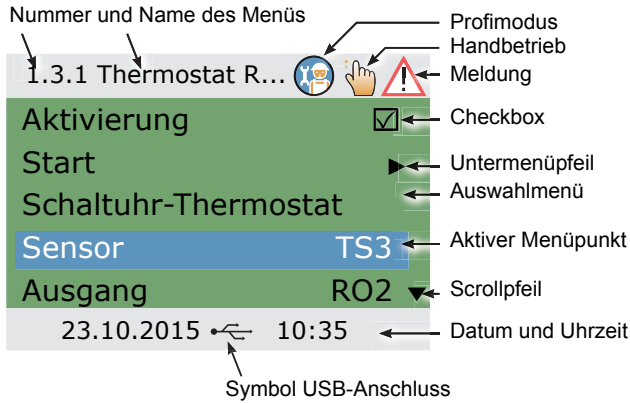 Nummer und Name des Menüs
Profimodus
Handbetrieb
1.3.1 Thermostat R...
Meldung
Aktivierung
Checkbox
Start
Untermenüpfeil
Auswahlmenü
Schaltuhr-Thermostat
Sensor TS3
Aktiver Menüpunkt
Ausgang RO2
Scrollpfeil
23.10.2015 10:35
Datum und Uhrzeit
Symbol USB-Anschluss